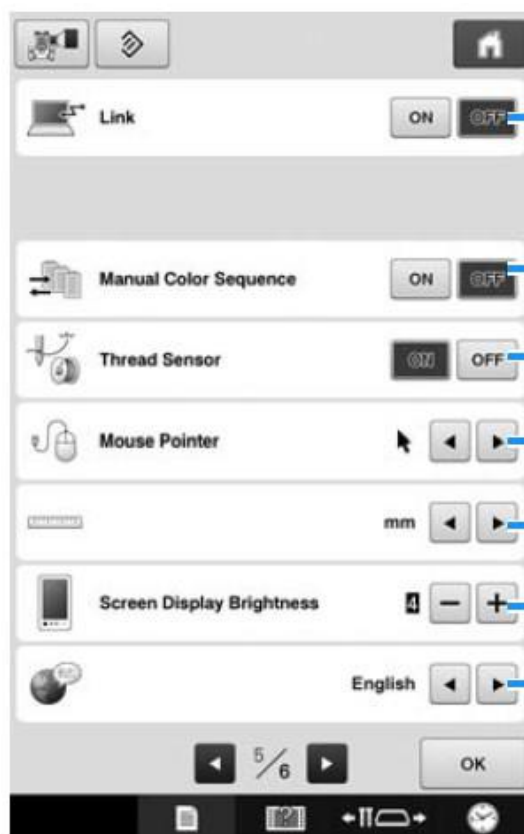 Link ON OFF
Manual Color Sequence ON OFF
Thread Sensor ON OFF
Mouse Pointer
mm
Screen Display Brightness 4 − +
English
5/6 OK